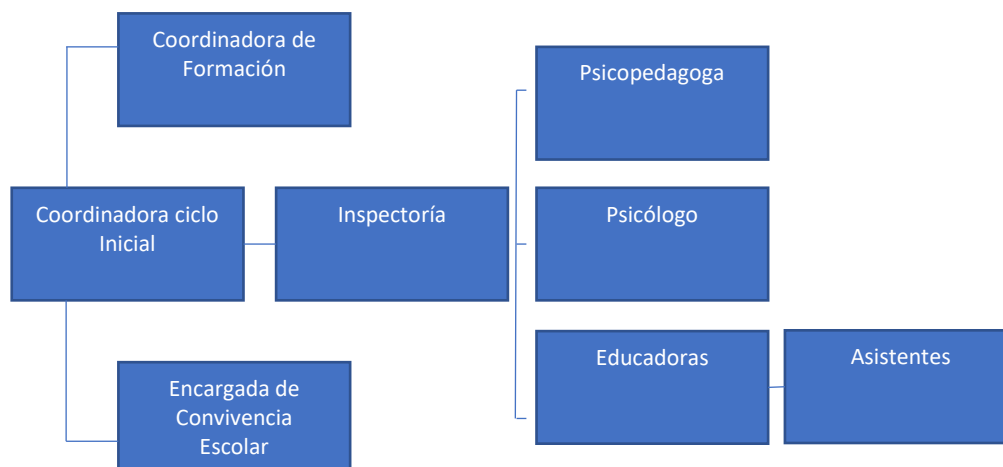 Coordinadora de
Formación
Psicopedagoga
Coordinadora ciclo
Inicial
Inspectoría
Psicólogo
Educadoras
Asistentes
Encargada de
Convivencia
Escolar